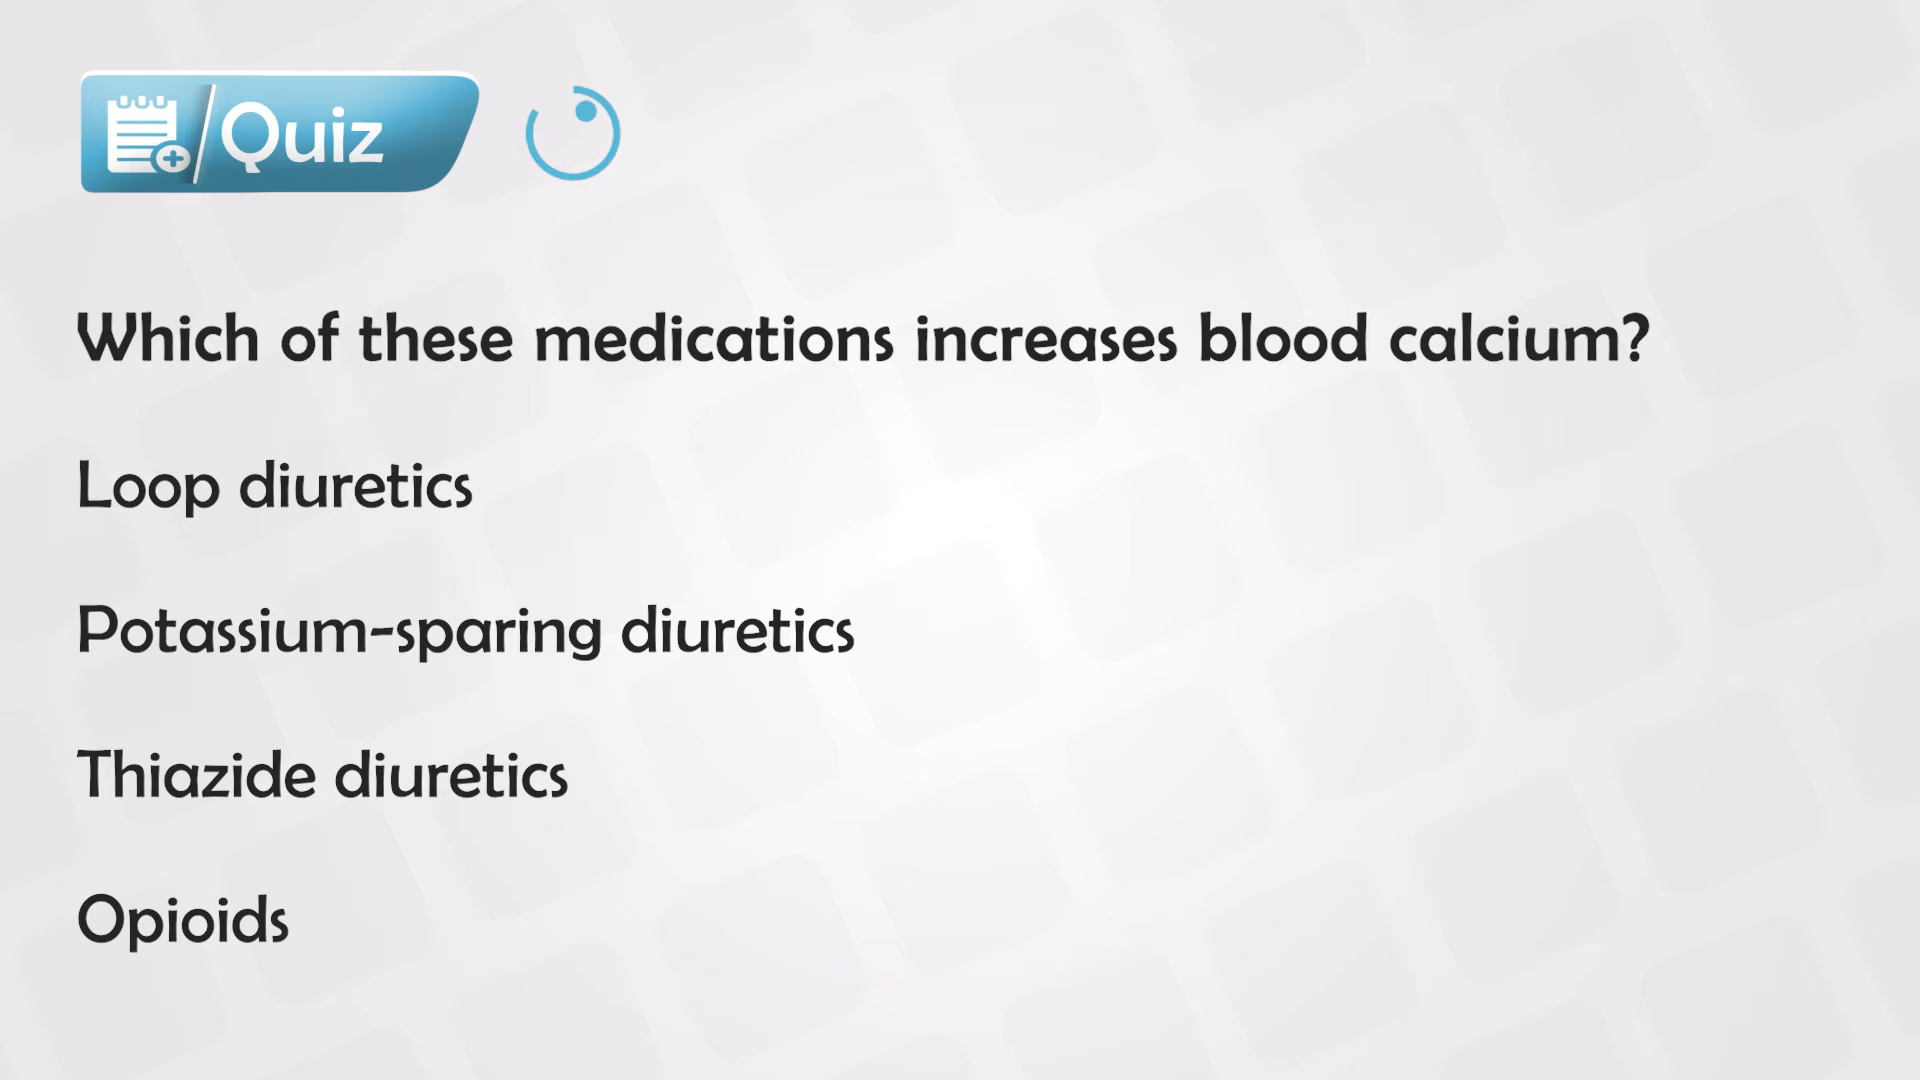 Quiz
Which of these medications increases blood calcium?
Loop diuretics
Potassium-sparing diuretics
Thiazide diuretics
Opioids